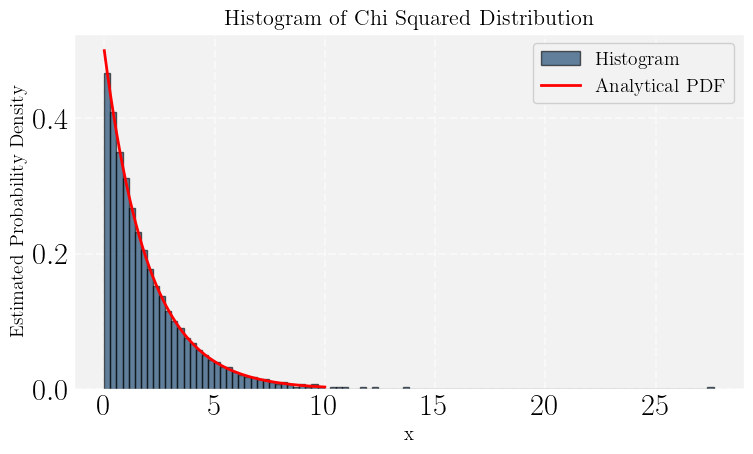 Histogram of Chi Squared Distribution
Histogram
Analytical PDF
Estimated Probability Density
0.4
0.2
0.0
0 5 10 15 20 25
x